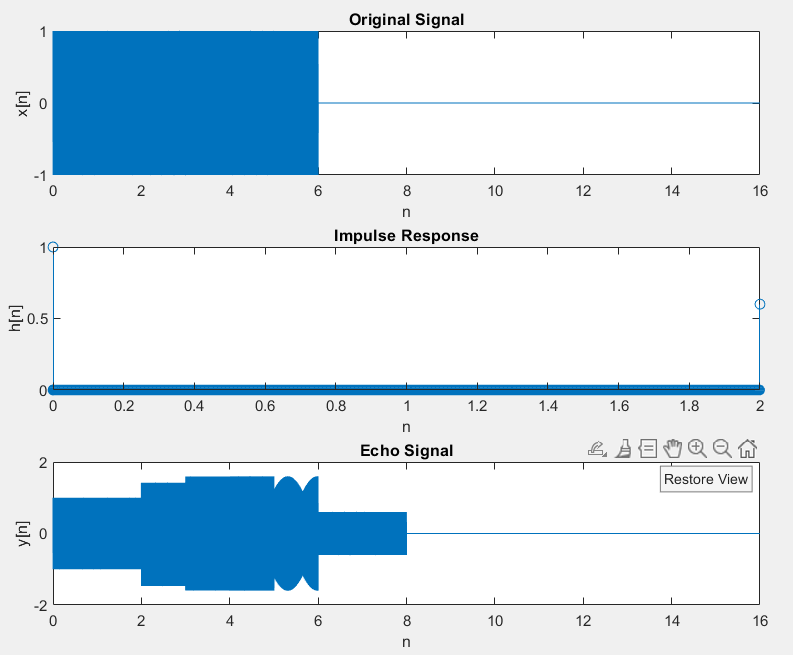 Original Signal
1
0
-1
x[n]
0 2 4 6 8 10 12 14 16
n
Impulse Response
1
0.5
0
h[n]
0 0.2 0.4 0.6 0.8 1 1.2 1.4 1.6 1.8 2
n
Echo Signal
Restore View
2
0
-2
y[n]
0 2 4 6 8 10 12 14 16
n